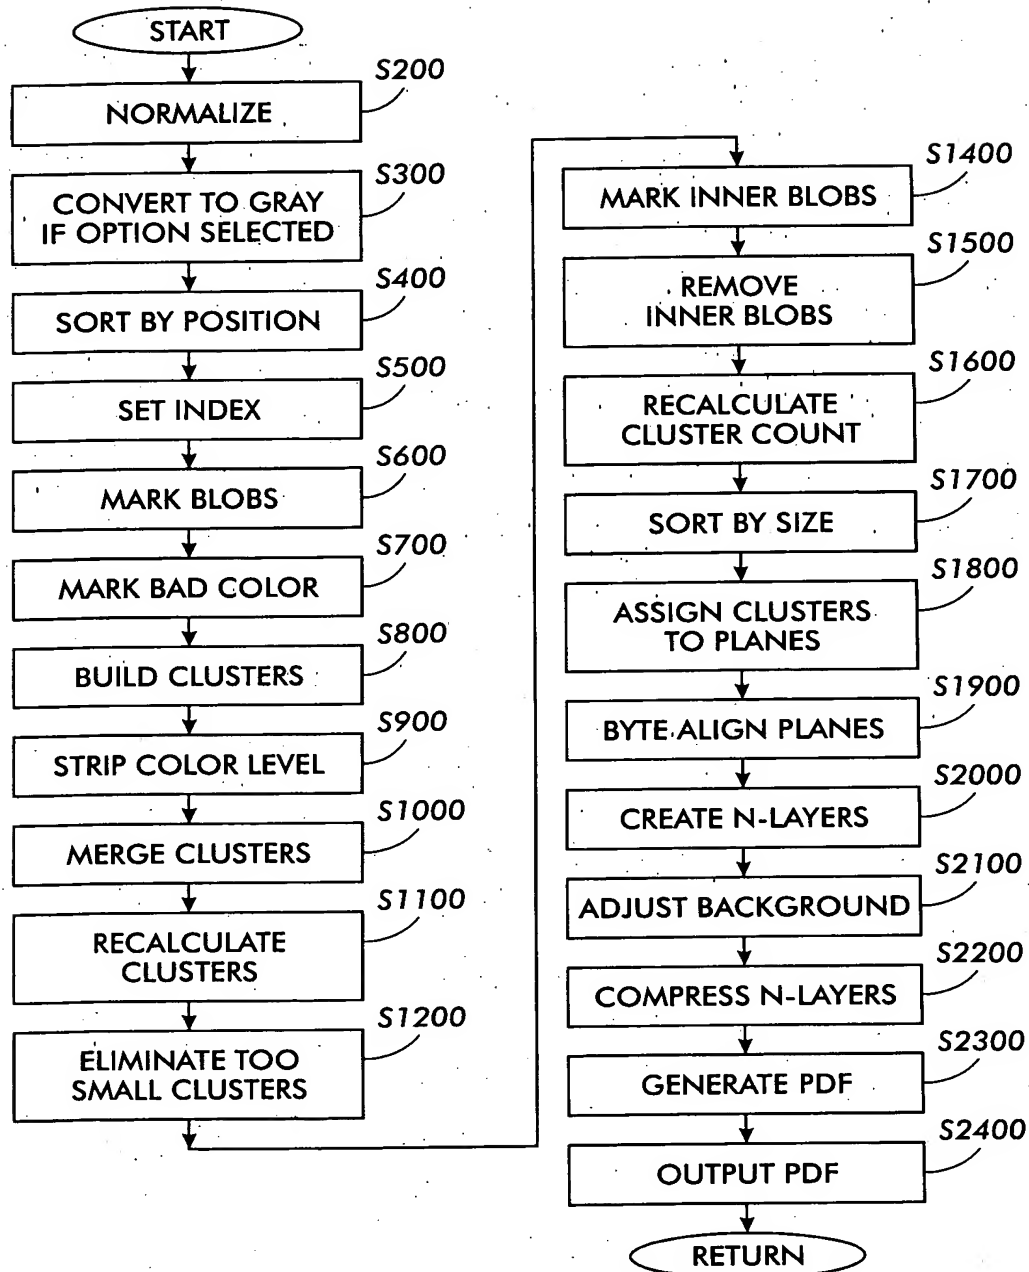 START
S200
NORMALIZE
S300
CONVERT TO GRAY
IF OPTION SELECTED
S400
SORT BY POSITION
S500
SET INDEX
S600
MARK BLOBS
S700
MARK BAD COLOR
S800
BUILD CLUSTERS
S900
STRIP COLOR LEVEL
S1000
MERGE CLUSTERS
S1100
RECALCULATE
CLUSTERS
S1200
ELIMINATE TOO
SMALL CLUSTERS
S1400
MARK INNER BLOBS
S1500
REMOVE
INNER BLOBS
S1600
RECALCULATE
CLUSTER COUNT
S1700
SORT BY SIZE
S1800
ASSIGN CLUSTERS
TO PLANES
S1900
BYTE ALIGN PLANES
S2000
CREATE N-LAYERS
S2100
ADJUST BACKGROUND
S2200
COMPRESS N-LAYERS
S2300
GENERATE PDF
S2400
OUTPUT PDF
RETURN